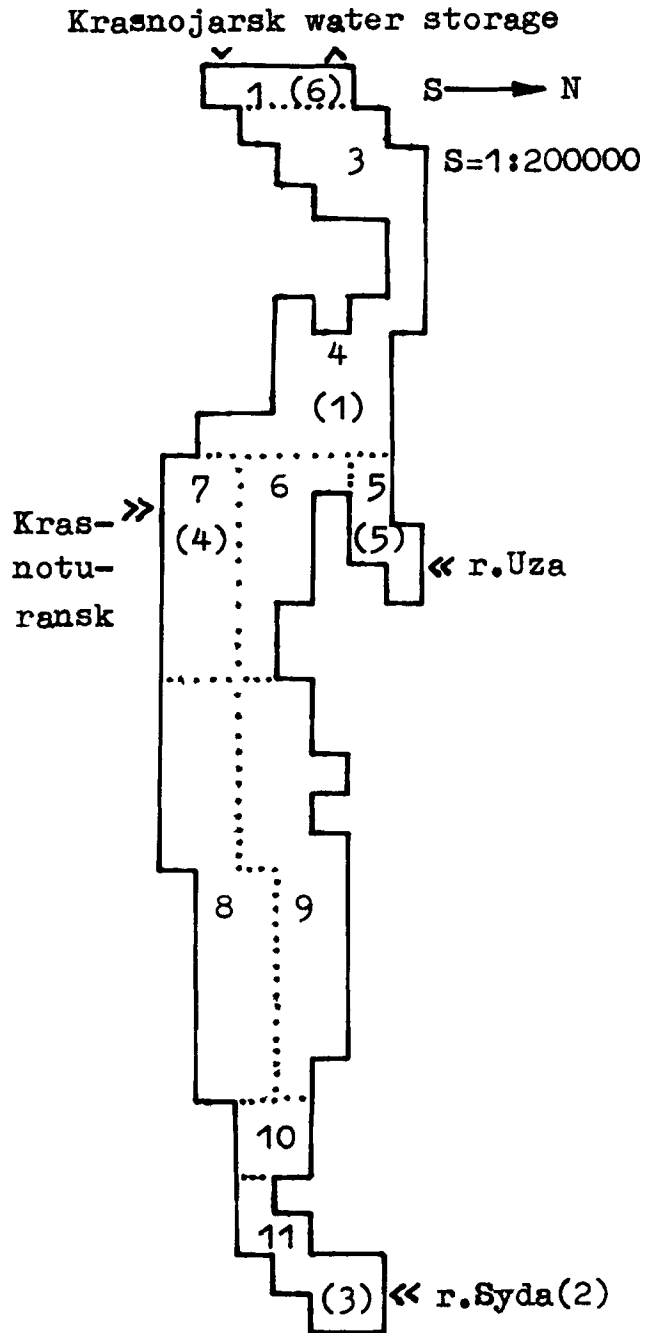 Krasnojarsk water storage
1 (6)
S N
3
S=1:200000
4
(1)
7 6 5
(4) (5)
Kras-
notu-
ransk
r.Uza
8 9
10
11
(3)
r.Syda(2)